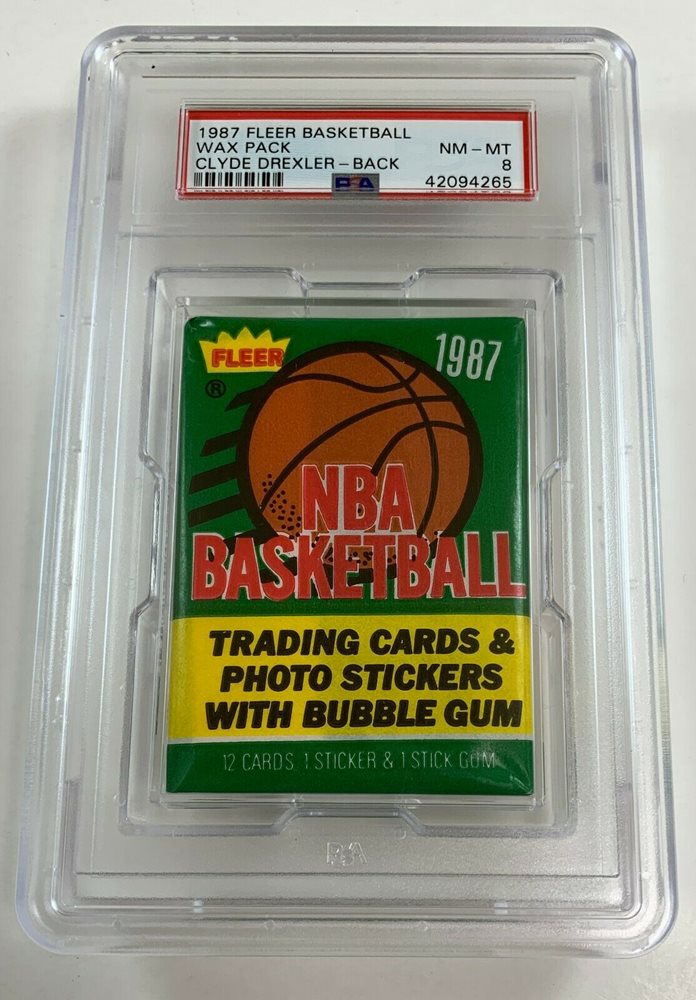 1987 FLEER BASKETBALL
WAX PACK NM-MT
CLYDE DREXLER-BACK 8
PSA 42094265
FLEER
®
1987
NBA
BASKETBALL
TRADING CARDS &
PHOTO STICKERS
WITH BUBBLE GUM
12 CARDS, 1 STICKER & 1 STICK GUM
PSA